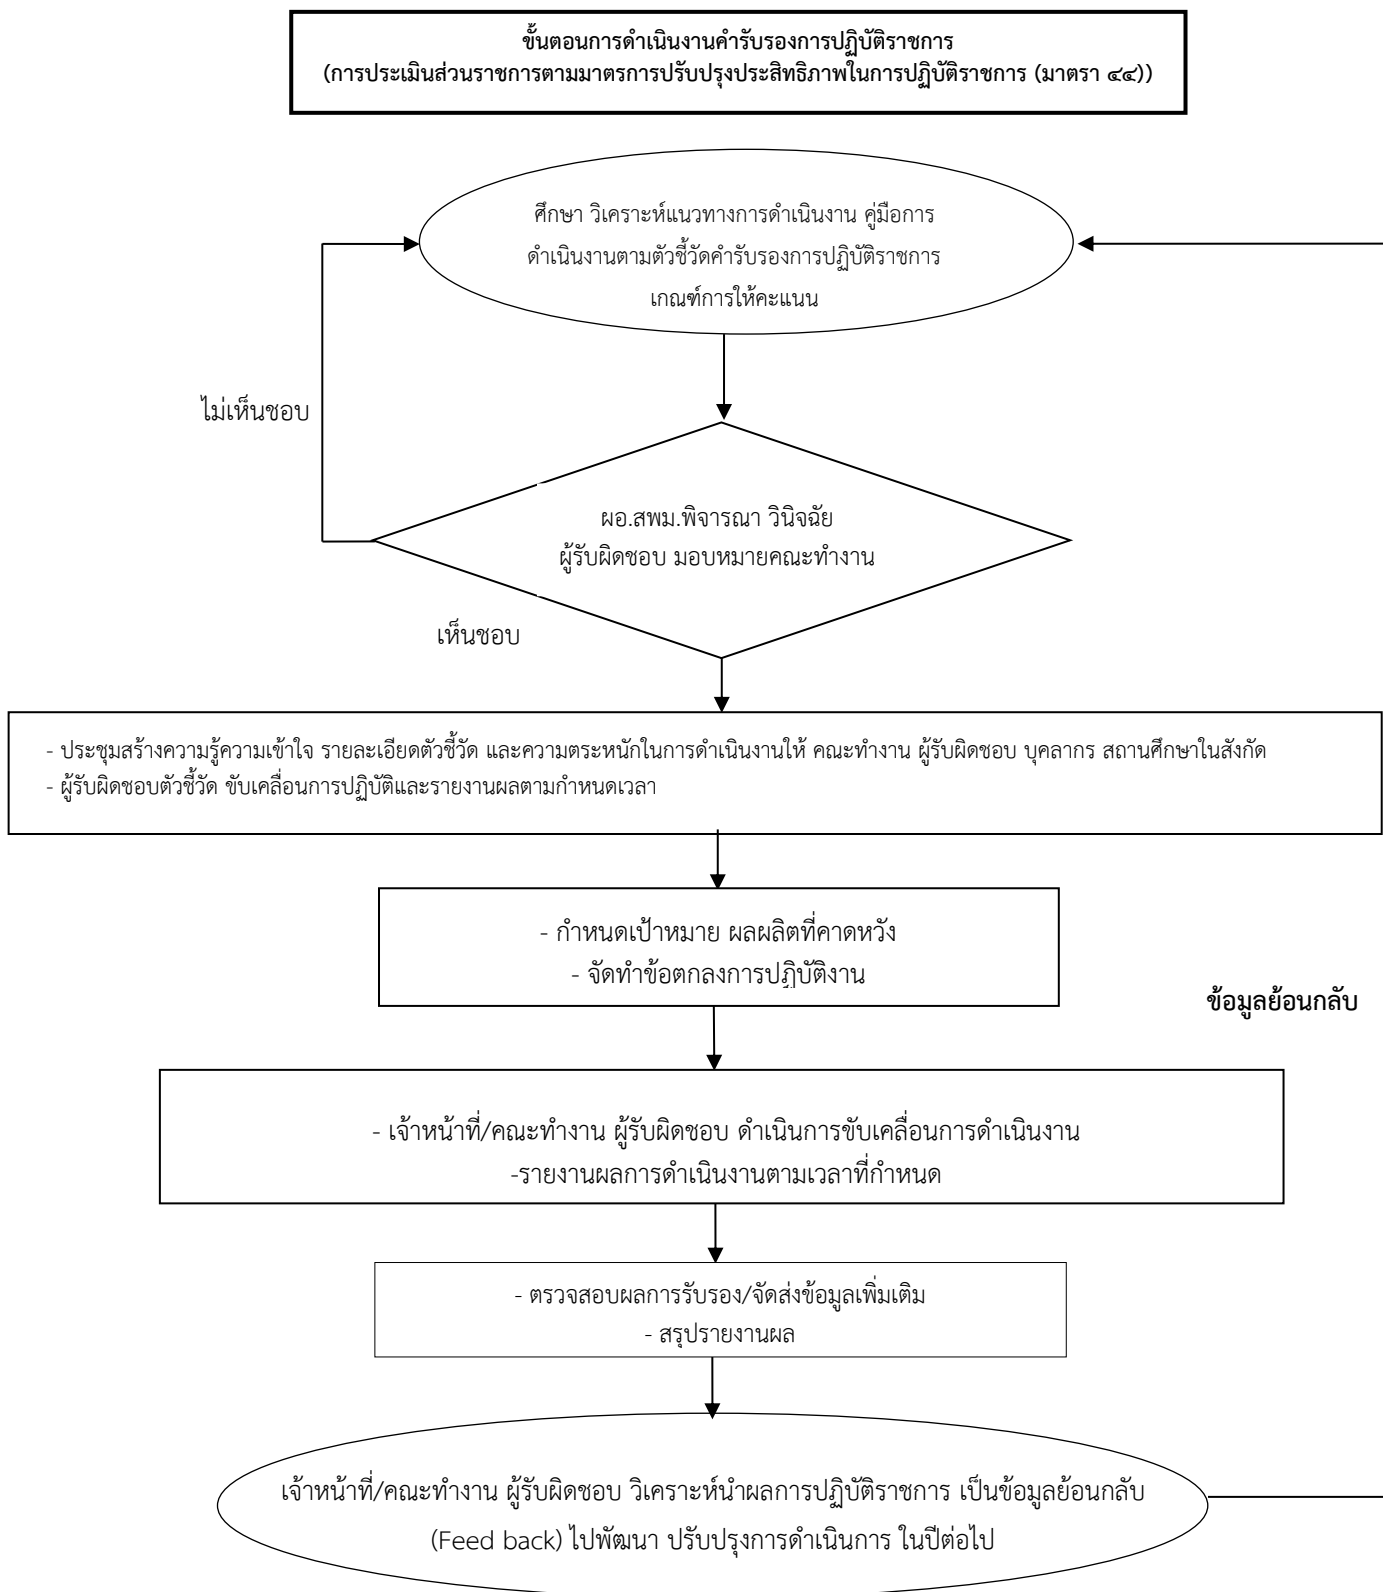 ขั้นตอนการดำเนินงานคำรับรองการปฏิบัติราชการ
(การประเมินส่วนราชการตามมาตรการปรับปรุงประสิทธิภาพในการปฏิบัติราชการ (มาตรา ๔๔))
ศึกษา วิเคราะห์แนวทางการดำเนินงาน คู่มือการ
ดำเนินงานตามตัวชี้วัดคำรับรองการปฏิบัติราชการ
เกณฑ์การให้คะแนน
ไม่เห็นชอบ
ผอ.สพม.พิจารณา วินิจฉัย
ผู้รับผิดชอบ มอบหมายคณะทำงาน
เห็นชอบ
- ประชุมสร้างความรู้ความเข้าใจ รายละเอียดตัวชี้วัด และความตระหนักในการดำเนินงานให้ คณะทำงาน ผู้รับผิดชอบ บุคลากร สถานศึกษาในสังกัด
- ผู้รับผิดชอบตัวชี้วัด ขับเคลื่อนการปฏิบัติและรายงานผลตามกำหนดเวลา
- กำหนดเป้าหมาย ผลผลิตที่คาดหวัง
- จัดทำข้อตกลงการปฏิบัติงาน
ข้อมูลย้อนกลับ
- เจ้าหน้าที่/คณะทำงาน ผู้รับผิดชอบ ดำเนินการขับเคลื่อนการดำเนินงาน
-รายงานผลการดำเนินงานตามเวลาที่กำหนด
- ตรวจสอบผลการรับรอง/จัดส่งข้อมูลเพิ่มเติม
- สรุปรายงานผล
เจ้าหน้าที่/คณะทำงาน ผู้รับผิดชอบ วิเคราะห์นำผลการปฏิบัติราชการ เป็นข้อมูลย้อนกลับ
(Feed back) ไปพัฒนา ปรับปรุงการดำเนินการ ในปีต่อไป